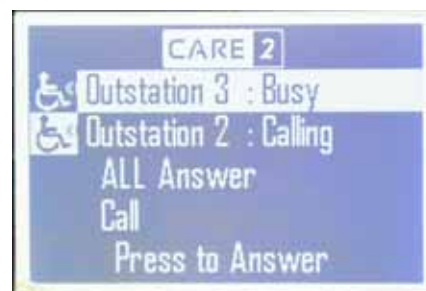 CARE 2
Outstation 3 : Busy
Outstation 2 : Calling
ALL Answer
Call
Press to Answer